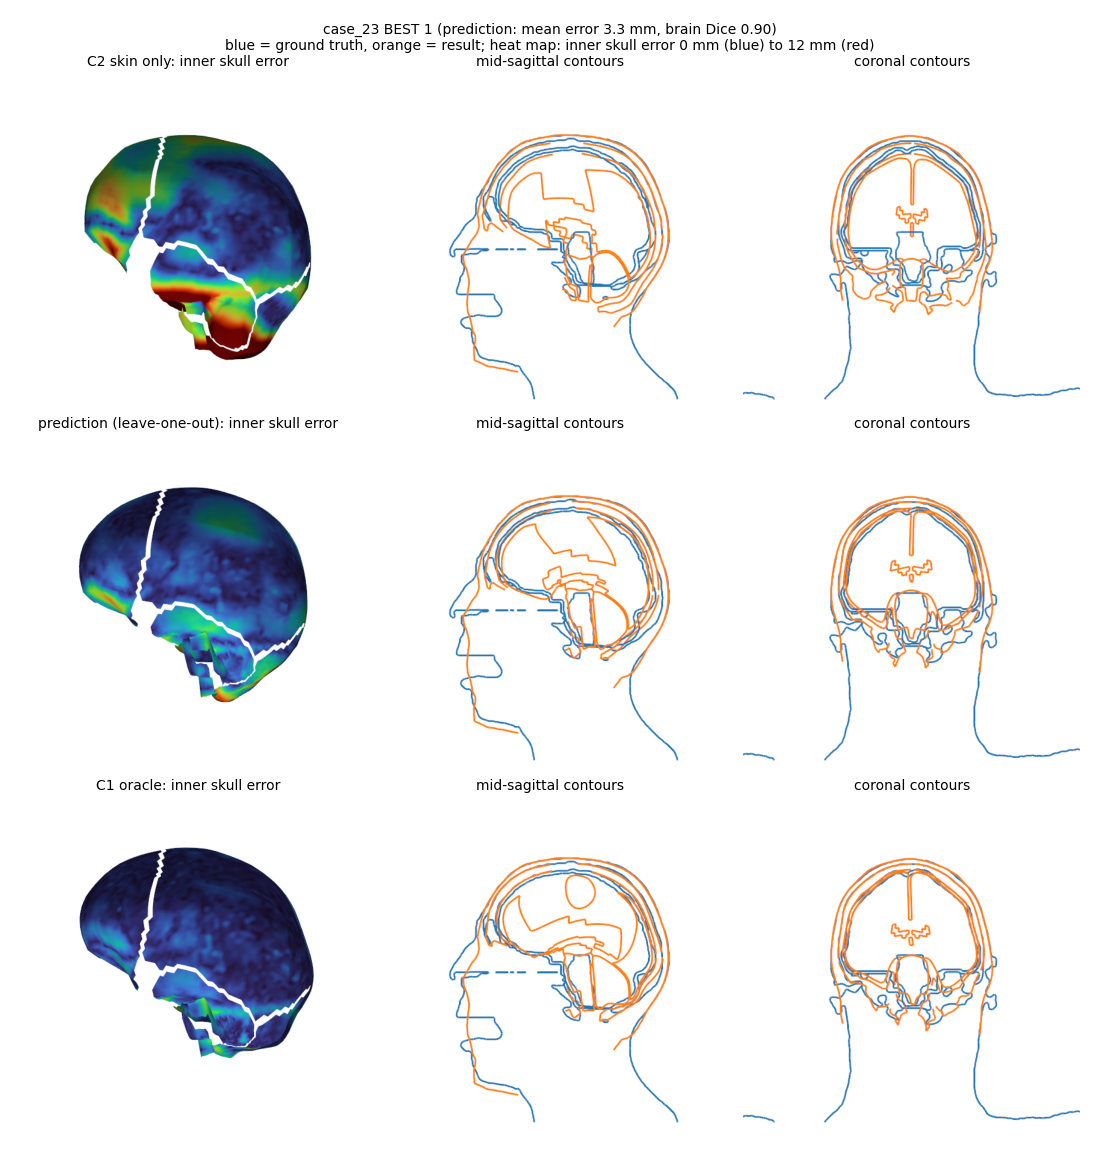 case_23 BEST 1 (prediction: mean error 3.3 mm, brain Dice 0.90)
blue = ground truth, orange = result; heat map: inner skull error 0 mm (blue) to 12 mm (red)
C2 skin only: inner skull error
mid-sagittal contours
coronal contours
prediction (leave-one-out): inner skull error
mid-sagittal contours
coronal contours
C1 oracle: inner skull error
mid-sagittal contours
coronal contours